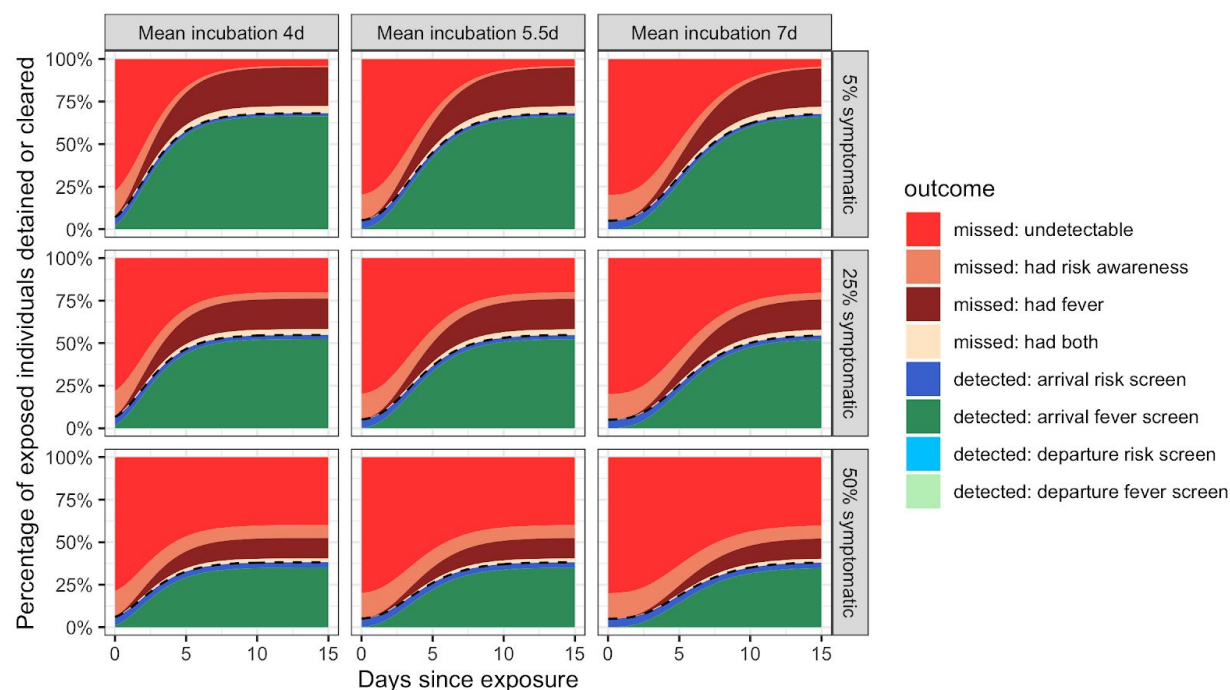 Mean incubation 4d
Mean incubation 5.5d
Mean incubation 7d
Percentage of exposed individuals detained or cleared
100%
75%
50%
25%
0%
5% symptomatic
100%
75%
50%
25%
0%
25% symptomatic
100%
75%
50%
25%
0%
50% symptomatic
0 5 10 15
0 5 10 15
0 5 10 15
Days since exposure
outcome
missed: undetectable
missed: had risk awareness
missed: had fever
missed: had both
detected: arrival risk screen
detected: arrival fever screen
detected: departure risk screen
detected: departure fever screen